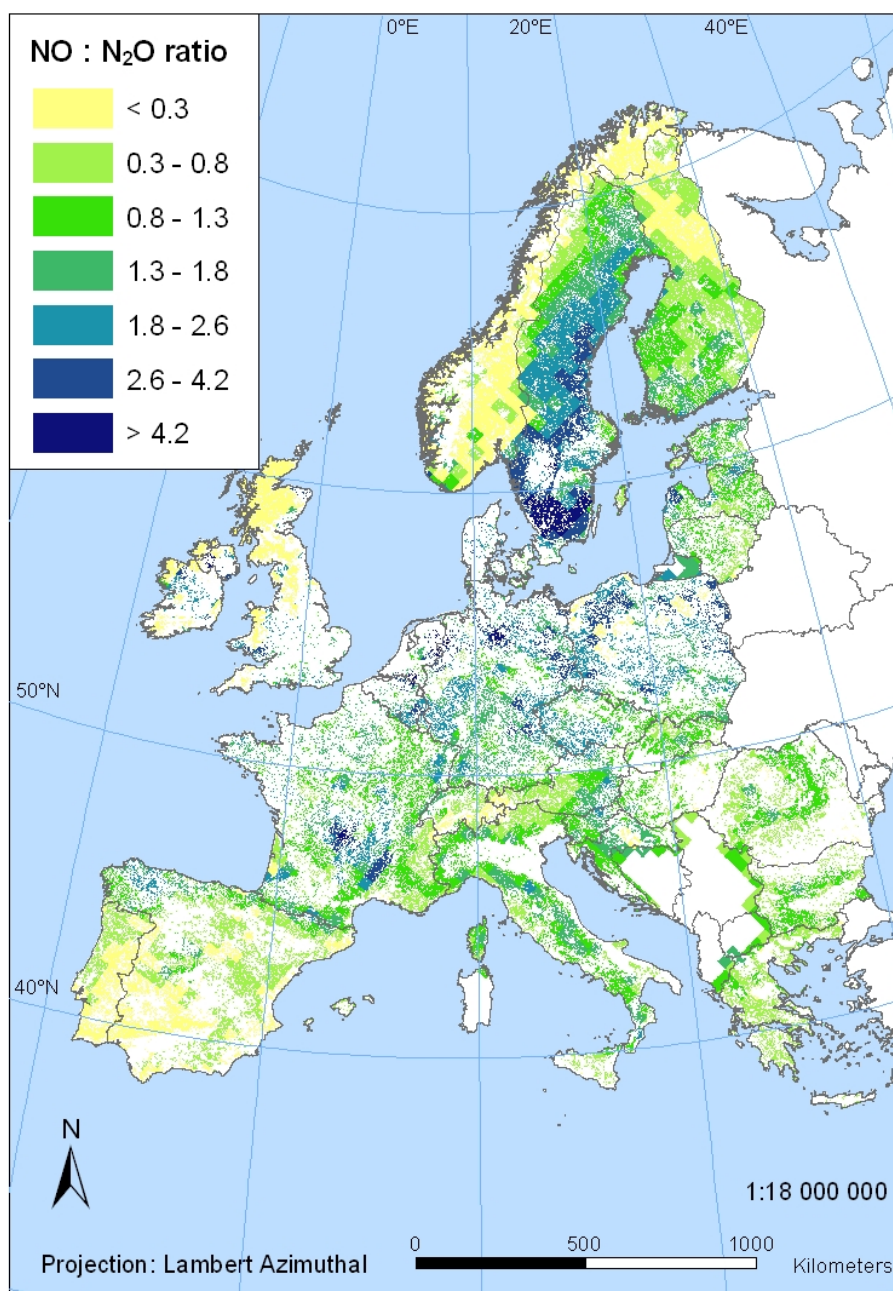 0°E 20°E 40°E
NO : N₂O ratio
< 0.3
0.3 - 0.8
0.8 - 1.3
1.3 - 1.8
1.8 - 2.6
2.6 - 4.2
> 4.2
50°N
40°N
N
1:18 000 000
0 500 1000
Projection: Lambert Azimuthal
Kilometers